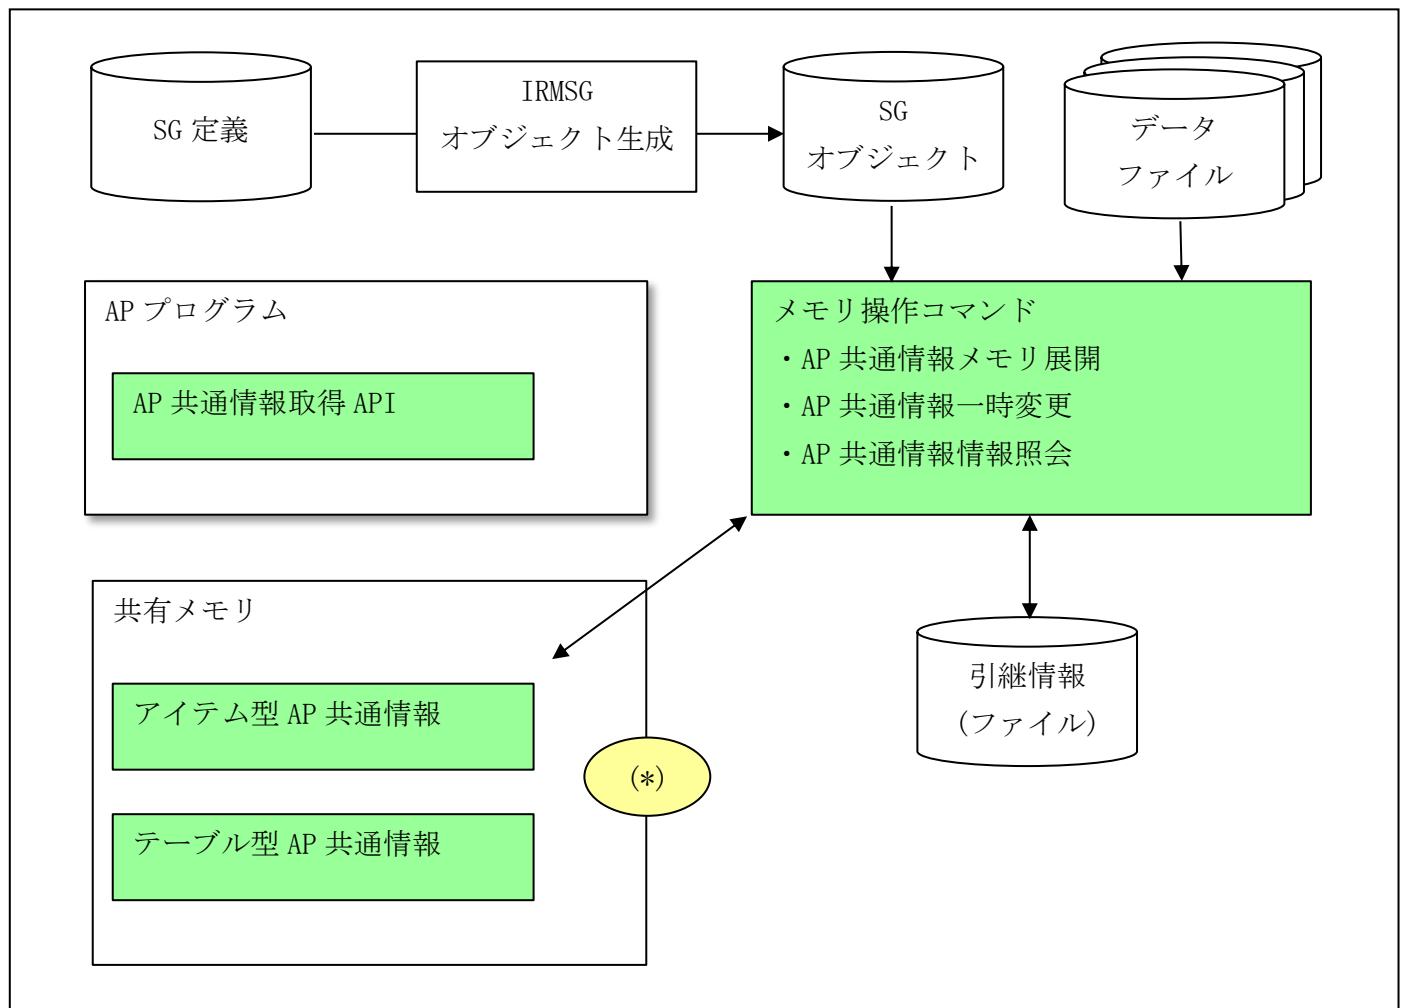 SG 定義
IRMSG
オブジェクト生成
SG
オブジェクト
データ
ファイル
AP プログラム
AP 共通情報取得 API
メモリ操作コマンド
・AP 共通情報メモリ展開
・AP 共通情報一時変更
・AP 共通情報情報照会
共有メモリ
アイテム型 AP 共通情報
テーブル型 AP 共通情報
(*)
引継情報
(ファイル)